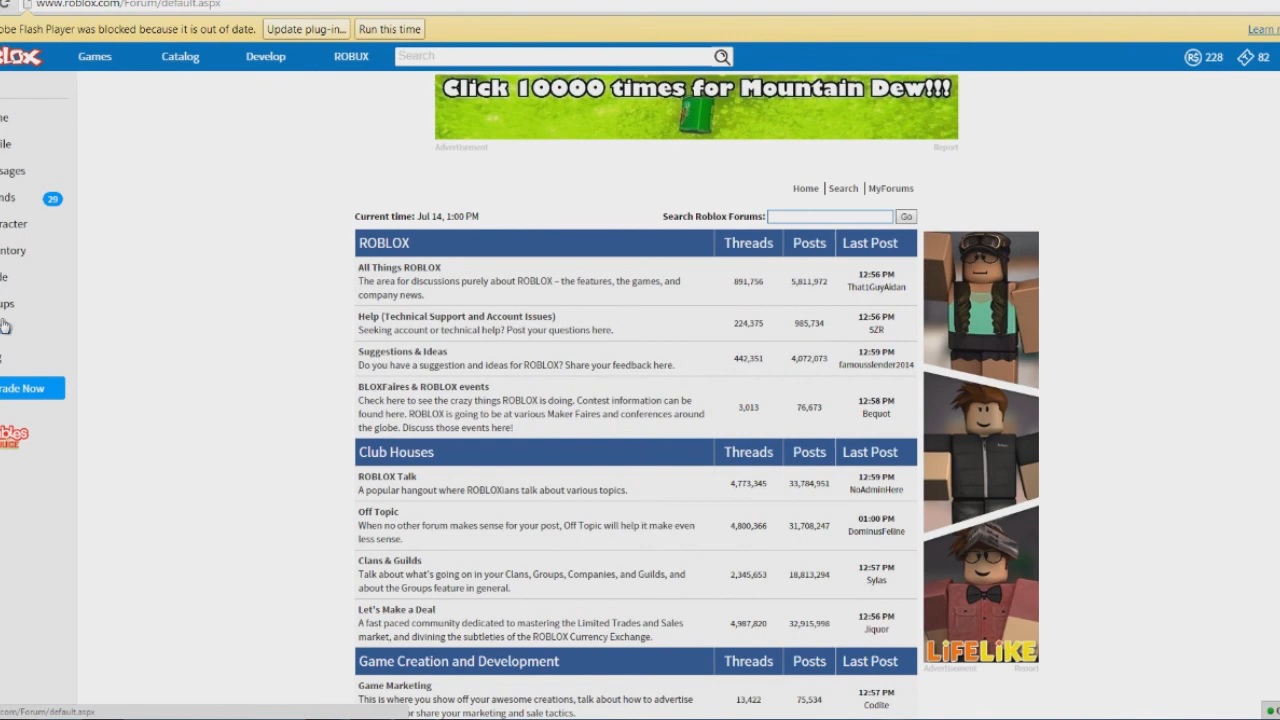 www.roblox.com/Forum/default.aspx
obe Flash Player was blocked because it is out of date. Update plug-in... Run this time Learn
Games Catalog Develop ROBUX Search R$ 228 82
Click 10000 times for Mountain Dew!!!
Advertisement Report
Home | Search | MyForums
Current time: Jul 14, 1:00 PM Search Roblox Forums: Go
ROBLOX Threads Posts Last Post
All Things ROBLOX
The area for discussions purely about ROBLOX – the features, the games, and
company news.
891,756 5,811,972 12:56 PM
That1GuyAidan
Help (Technical Support and Account Issues)
Seeking account or technical help? Post your questions here.
224,375 985,734 12:56 PM
SZR
Suggestions & Ideas
Do you have a suggestion and ideas for ROBLOX? Share your feedback here.
442,351 4,072,073 12:59 PM
famousslender2014
BLOXFaires & ROBLOX events
Check here to see the crazy things ROBLOX is doing. Contest information can be
found here. ROBLOX is going to be at various Maker Faires and conferences around
the globe. Discuss those events here!
3,013 76,673 12:58 PM
Bequot
Club Houses Threads Posts Last Post
ROBLOX Talk
A popular hangout where ROBLOXians talk about various topics.
4,773,345 33,784,951 12:59 PM
NoAdminHere
Off Topic
When no other forum makes sense for your post, Off Topic will help it make even
less sense.
4,800,366 31,708,247 01:00 PM
DominusFeline
Clans & Guilds
Talk about what's going on in your Clans, Groups, Companies, and Guilds, and
about the Groups feature in general.
2,345,653 18,813,294 12:57 PM
Sylas
Let's Make a Deal
A fast paced community dedicated to mastering the Limited Trades and Sales
market, and divining the subtleties of the ROBLOX Currency Exchange.
4,987,820 32,915,998 12:56 PM
Jiquor
Game Creation and Development Threads Posts Last Post
Game Marketing
This is where you show off your awesome creations, talk about how to advertise
or share your marketing and sale tactics.
13,422 75,534 12:57 PM
Codite
ne
ile
sages
nds 29
racter
ntory
de
ups
g
rade Now
bles
LiFELiKE
Advertisement Report
.com/Forum/default.aspx